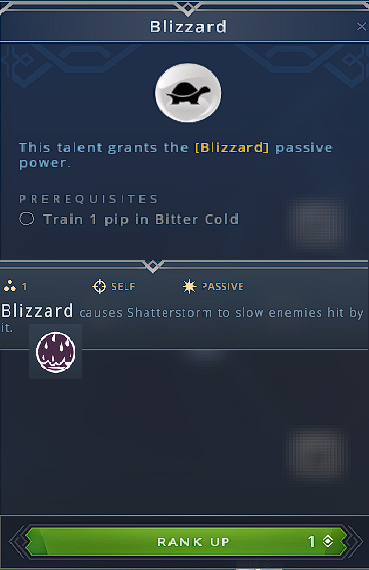 Blizzard
This talent grants the [Blizzard] passive
power.
PREREQUISITES
Train 1 pip in Bitter Cold
1 SELF PASSIVE
Blizzard causes Shatterstorm to slow enemies hit by
it.
RANK UP 1